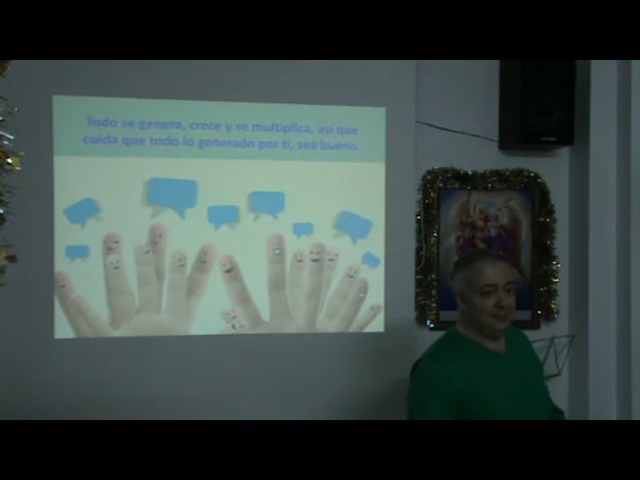 Todo se genera, crece y se multiplica, así que
cuida que todo lo generado por ti, sea bueno.